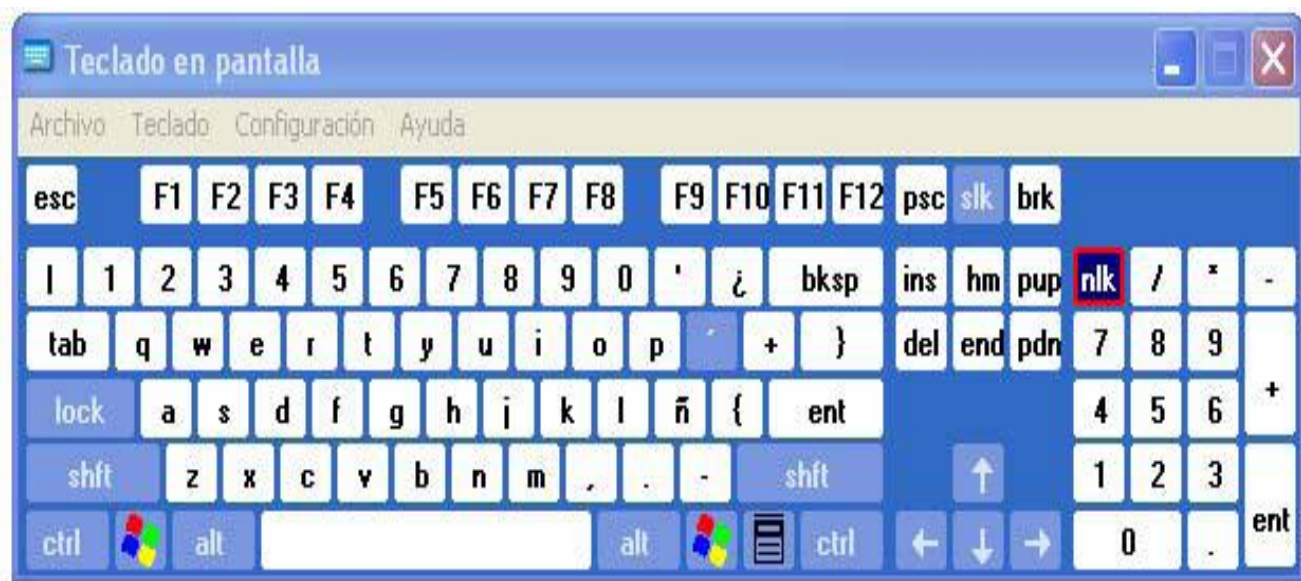 Teclado en pantalla
Archivo Teclado Configuración Ayuda
esc F1 F2 F3 F4 F5 F6 F7 F8 F9 F10 F11 F12 psc slk brk
| 1 2 3 4 5 6 7 8 9 0 ' ¿ bksp ins hm pup nlk / * -
tab q w e r t y u i o p ´ + } del end pdn 7 8 9 +
lock a s d f g h j k l ñ { ent 4 5 6
shft z x c v b n m , . - shft ↑ 1 2 3 ent
ctrl alt alt ctrl ← ↓ → 0 .